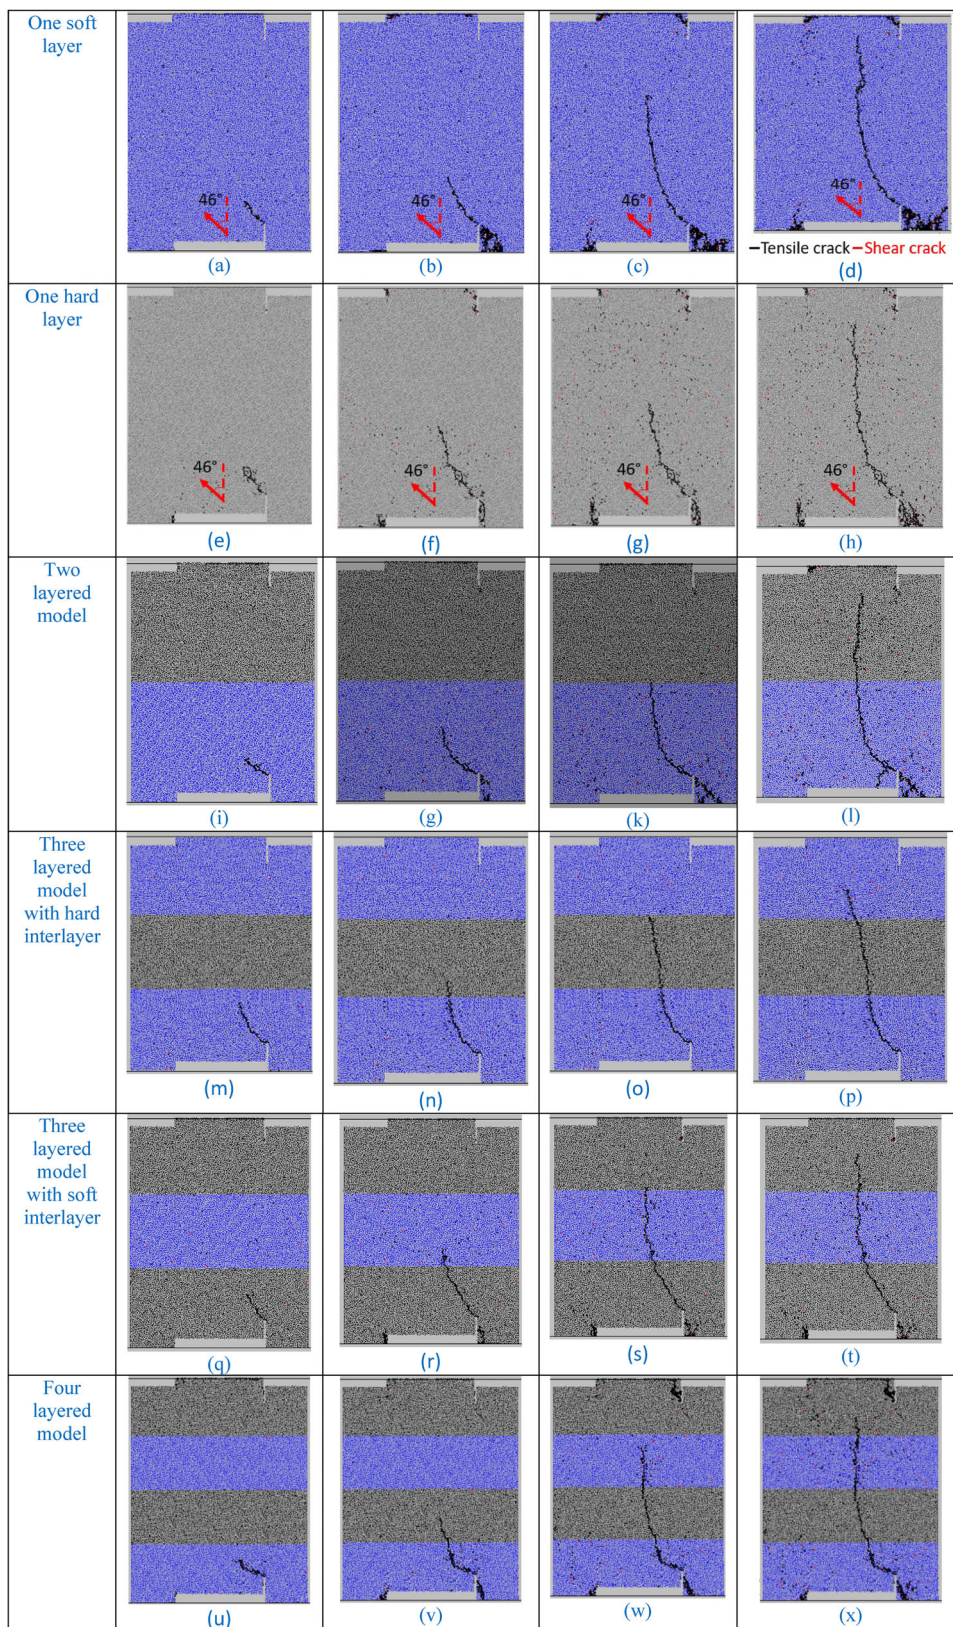 One soft
layer
46°
46°
46°
46°
Tensile crack Shear crack
(a)
(b)
(c)
(d)
One hard
layer
46°
46°
46°
46°
(e)
(f)
(g)
(h)
Two
layered
model
(i)
(g)
(k)
(l)
Three
layered
model
with hard
interlayer
(m)
(n)
(o)
(p)
Three
layered
model
with soft
interlayer
(q)
(r)
(s)
(t)
Four
layered
model
(u)
(v)
(w)
(x)